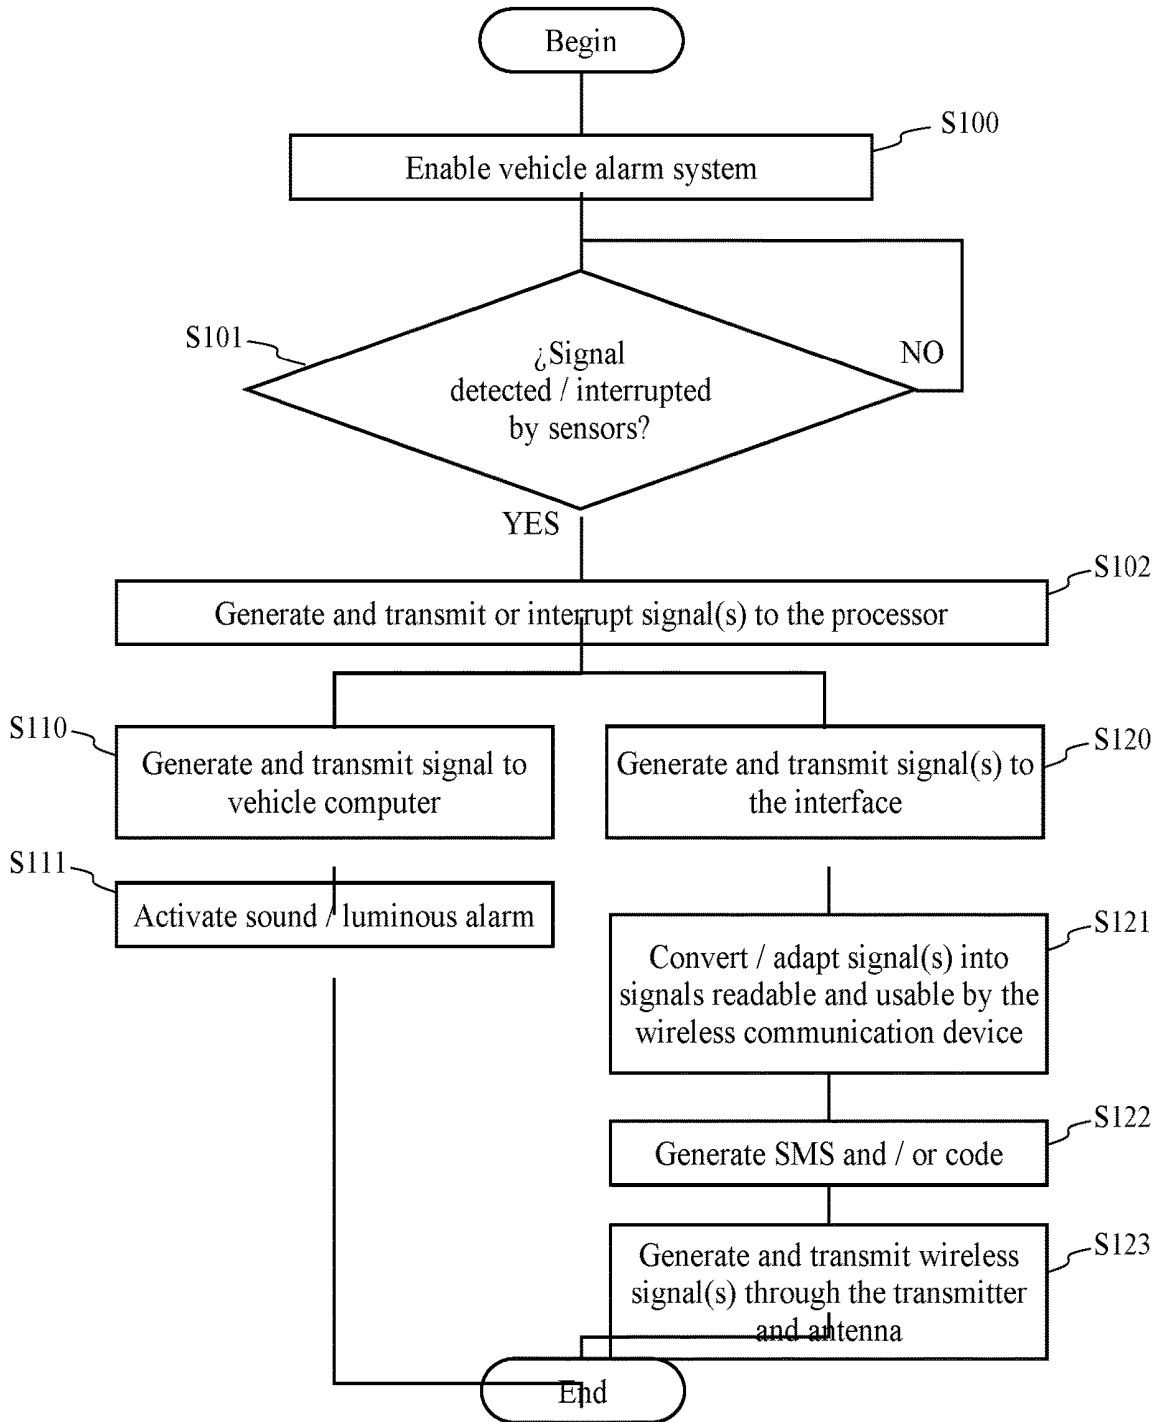 Begin
S100
Enable vehicle alarm system
S101
¿Signal
detected / interrupted
by sensors?
NO
YES
S102
Generate and transmit or interrupt signal(s) to the processor
S110
Generate and transmit signal to
vehicle computer
S120
Generate and transmit signal(s) to
the interface
S111
Activate sound / luminous alarm
S121
Convert / adapt signal(s) into
signals readable and usable by the
wireless communication device
S122
Generate SMS and / or code
S123
Generate and transmit wireless
signal(s) through the transmitter
and antenna
End